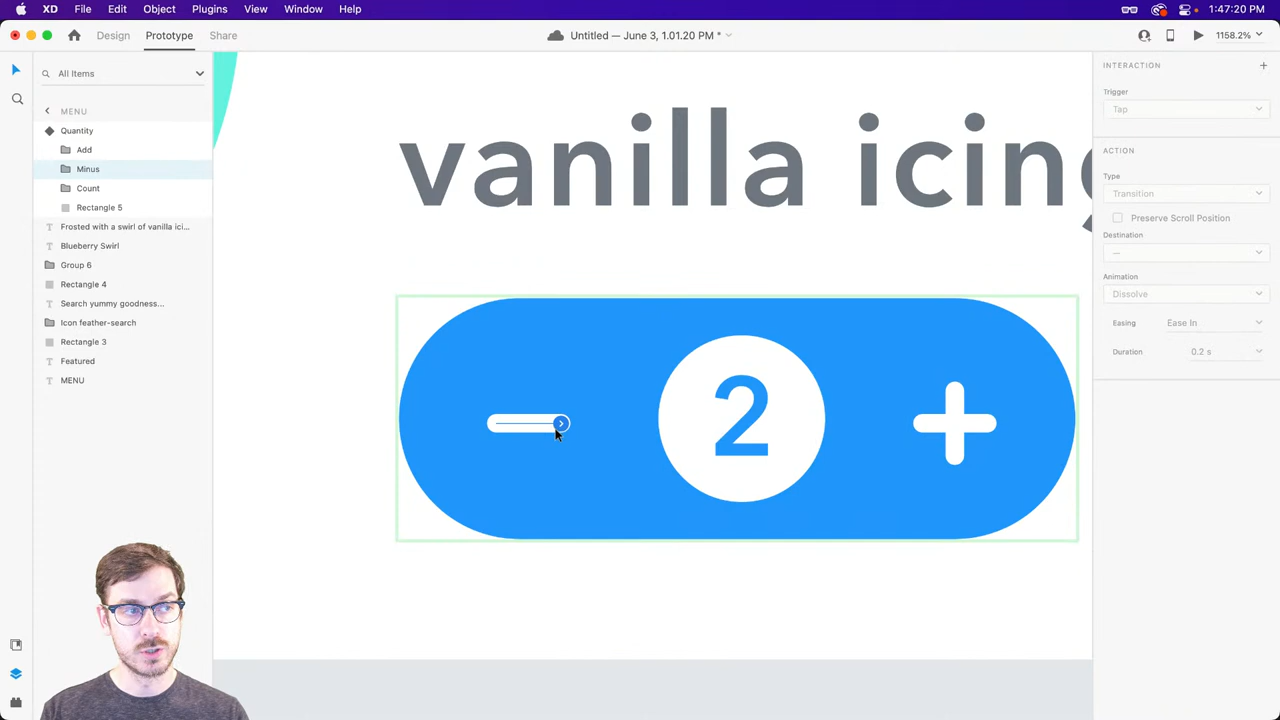 XD File Edit Object Plugins View Window Help 1:47:20 PM
Design Prototype Share Untitled — June 3, 1.01.20 PM * 1158.2%
All Items
MENU
Quantity
Add
Minus
Count
Rectangle 5
Frosted with a swirl of vanilla ici...
Blueberry Swirl
Group 6
Rectangle 4
Search yummy goodness...
Icon feather-search
Rectangle 3
Featured
MENU
vanilla icing
2
INTERACTION
Trigger
Tap
ACTION
Type
Transition
Preserve Scroll Position
Destination
—
Animation
Dissolve
Easing Ease In
Duration 0.2 s